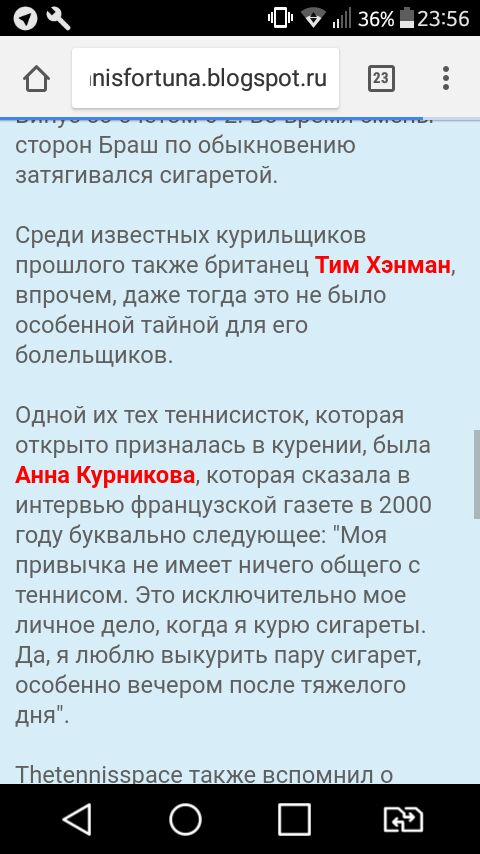 36% 23:56
nisfortuna.blogspot.ru 23
сторон Браш по обыкновению
затягивался сигаретой.
Среди известных курильщиков
прошлого также британец Тим Хэнман,
впрочем, даже тогда это не было
особенной тайной для его
болельщиков.
Одной их тех теннисисток, которая
открыто призналась в курении, была
Анна Курникова, которая сказала в
интервью французской газете в 2000
году буквально следующее: "Моя
привычка не имеет ничего общего с
теннисом. Это исключительно мое
личное дело, когда я курю сигареты.
Да, я люблю выкурить пару сигарет,
особенно вечером после тяжелого
дня".
Thetennisspace также вспомнил о